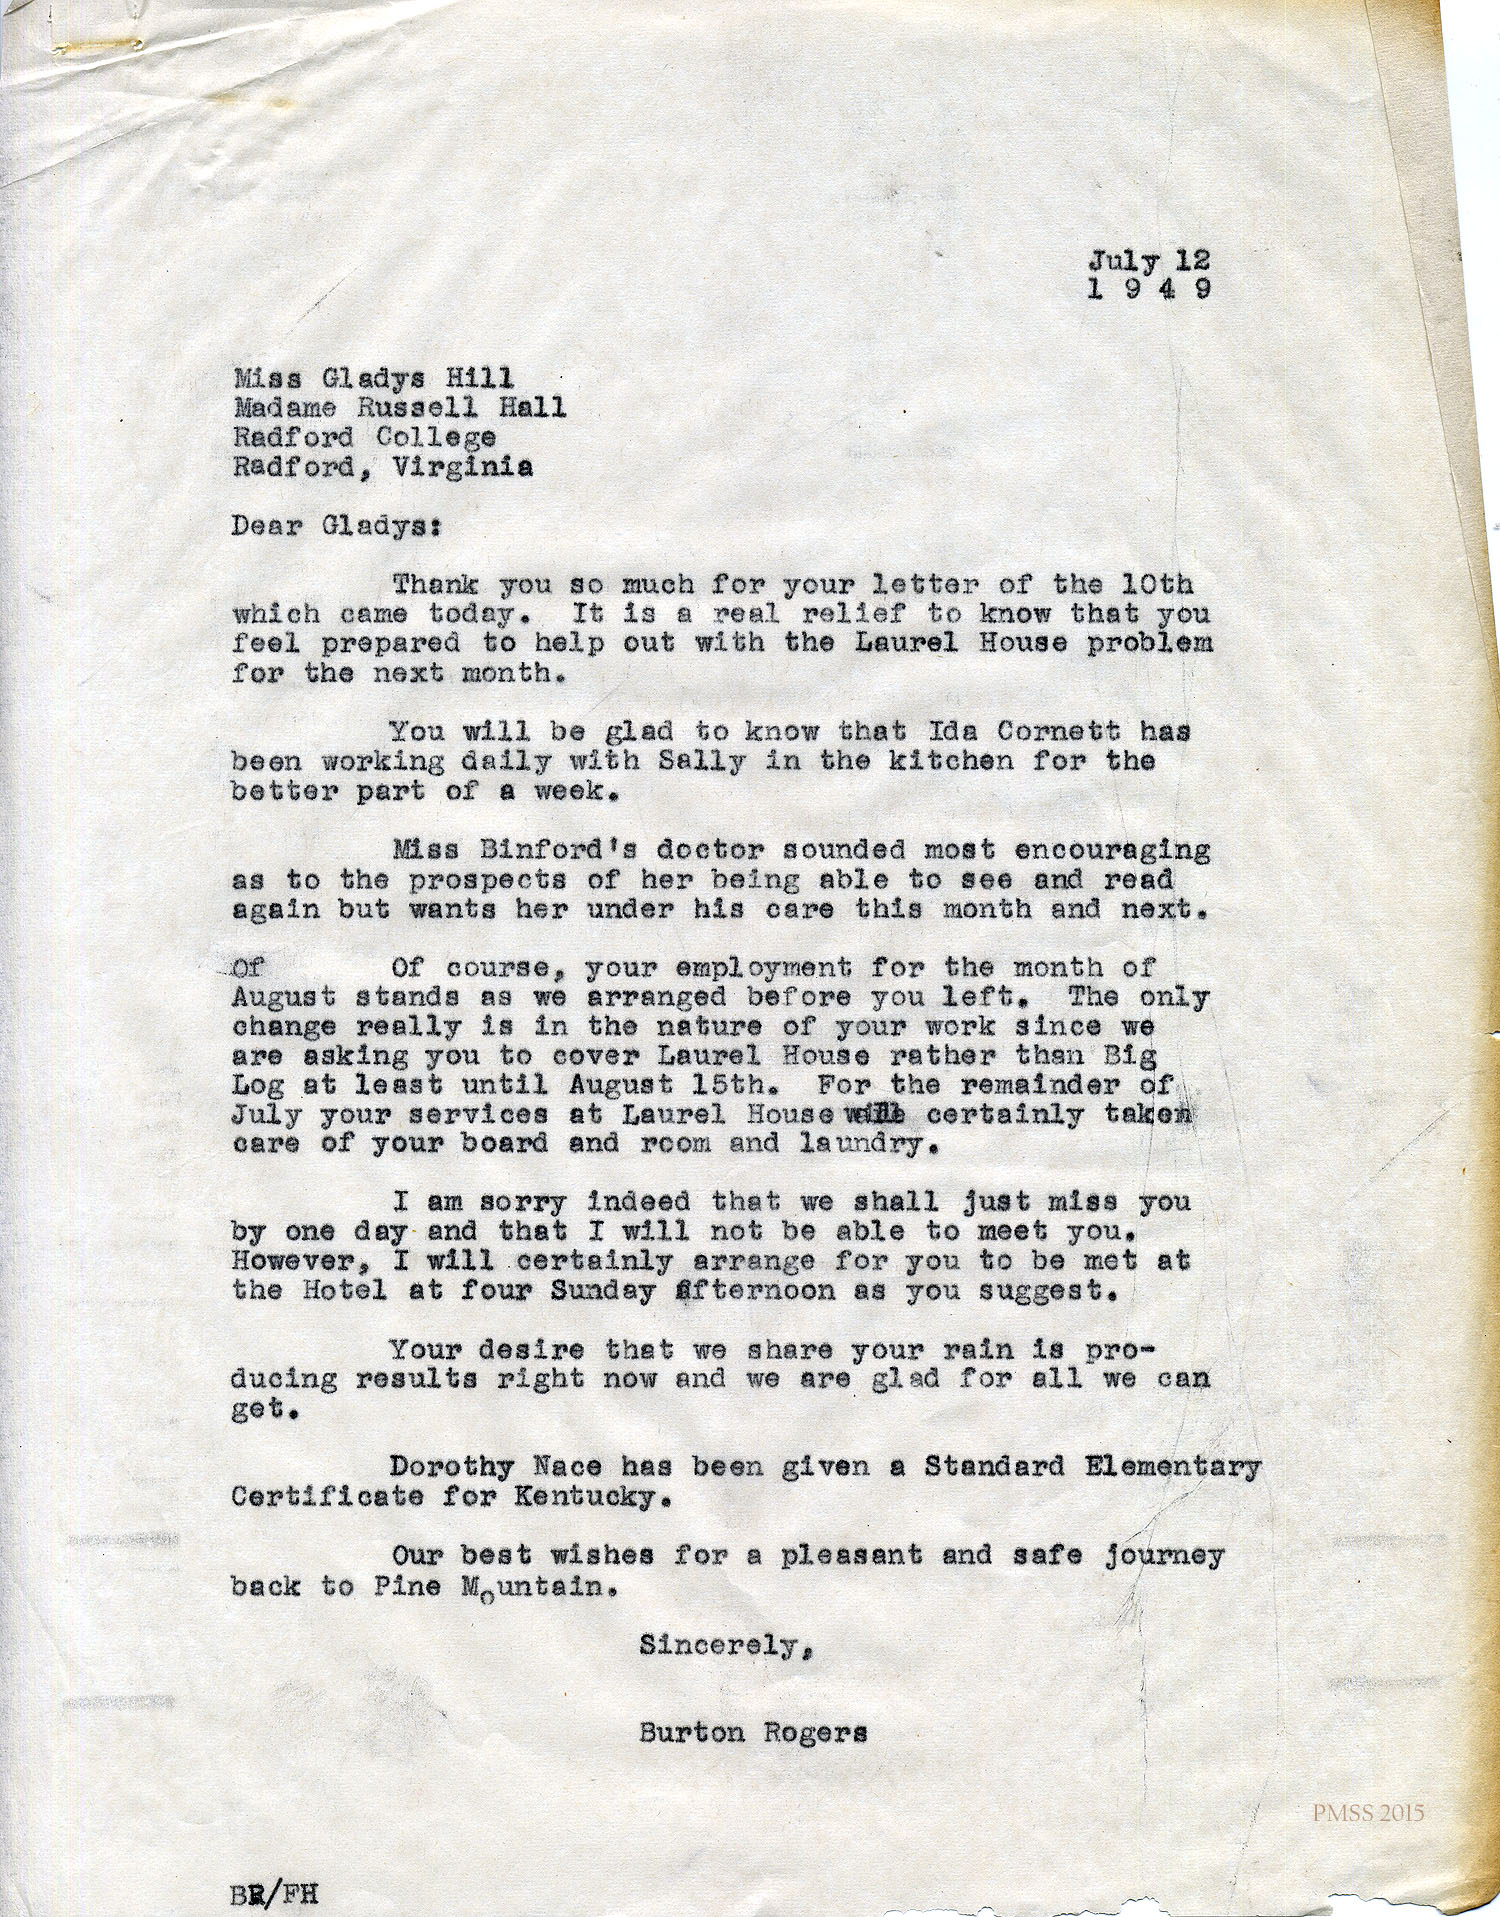 July 12
1 9 4 9
Miss Gladys Hill
Madame Russell Hall
Radford College
Radford, Virginia
Dear Gladys:
Thank you so much for your letter of the 10th
which came today. It is a real relief to know that you
feel prepared to help out with the Laurel House problem
for the next month.
You will be glad to know that Ida Cornett has
been working daily with Sally in the kitchen for the
better part of a week.
Miss Binford's doctor sounded most encouraging
as to the prospects of her being able to see and read
again but wants her under his care this month and next.
Of Of course, your employment for the month of
August stands as we arranged before you left. The only
change really is in the nature of your work since we
are asking you to cover Laurel House rather than Big
Log at least until August 15th. For the remainder of
July your services at Laurel House certainly taken
care of your board and room and laundry.
I am sorry indeed that we shall just miss you
by one day and that I will not be able to meet you.
However, I will certainly arrange for you to be met at
the Hotel at four Sunday afternoon as you suggest.
Your desire that we share your rain is pro-
ducing results right now and we are glad for all we can
get.
Dorothy Nace has been given a Standard Elementary
Certificate for Kentucky.
Our best wishes for a pleasant and safe journey
back to Pine Mountain.
Sincerely,
Burton Rogers
PMSS 2015
BR/FH